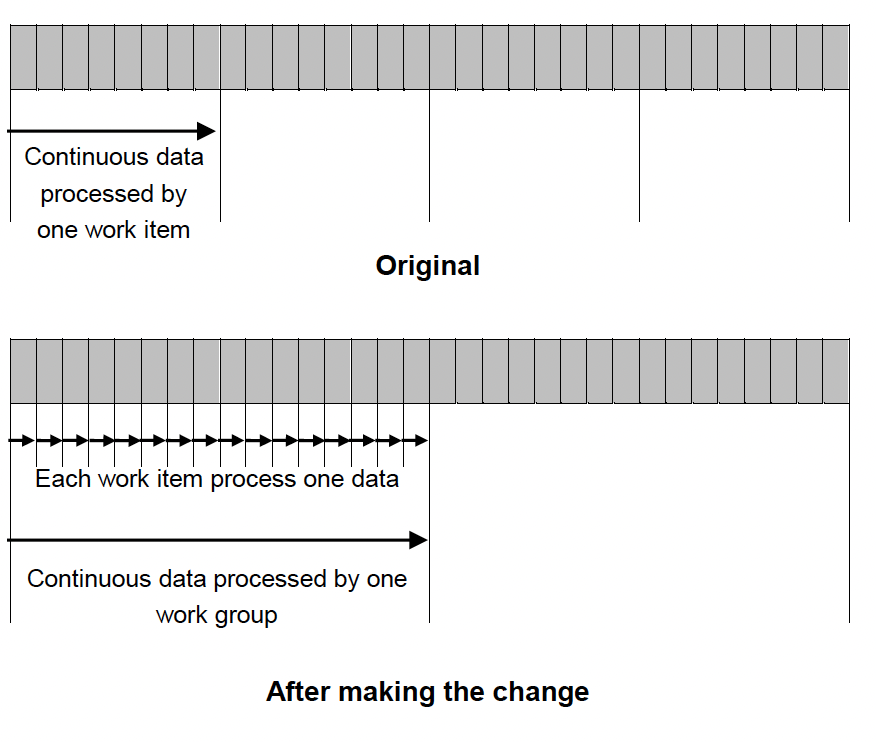 Continuous data
processed by
one work item
Original
Each work item process one data
Continuous data processed by one
work group
After making the change